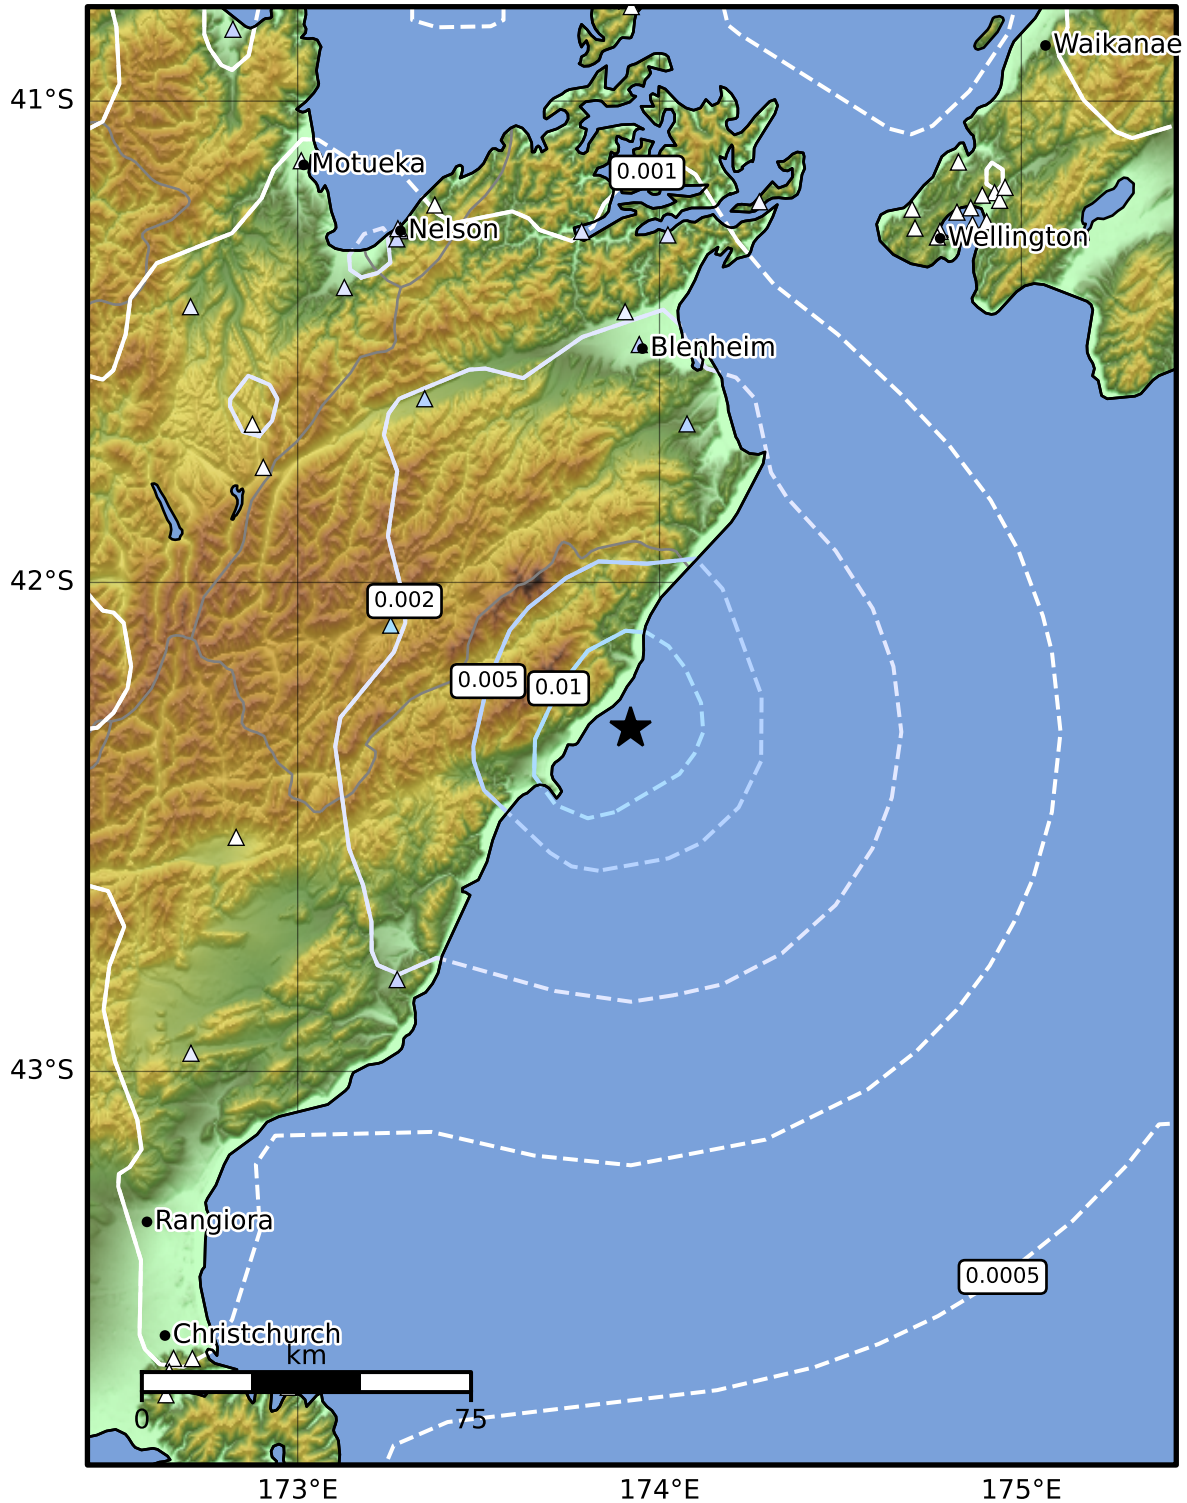 Waikanae
41°S
Motueka
0.001
Nelson
Wellington
Blenheim
42°S
0.002
0.005
0.01
43°S
Rangiora
0.0005
Christchurch
km
0
75
173°E
174°E
175°E